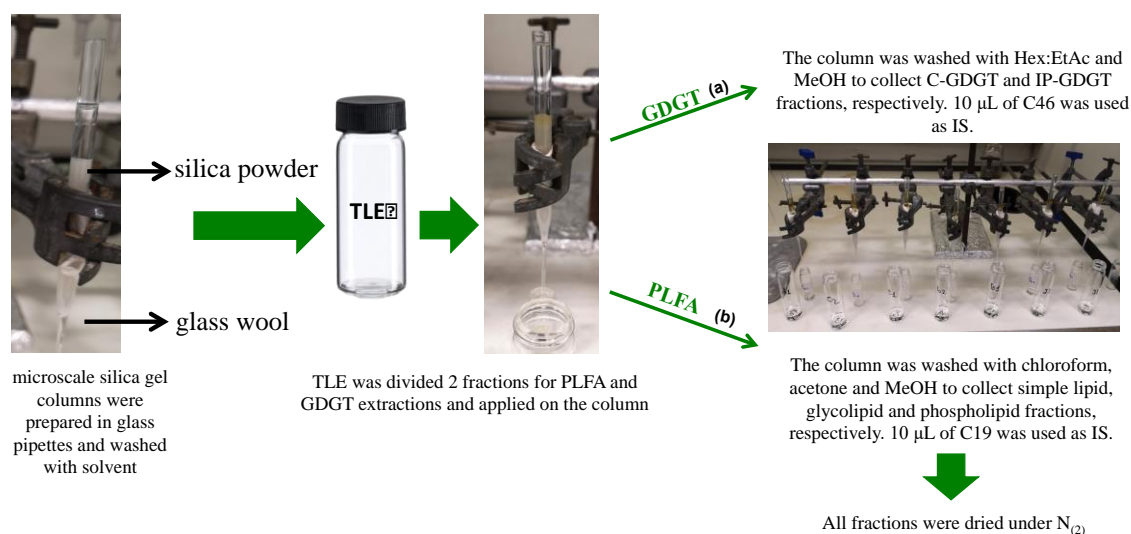 silica powder
glass wool
microscale silica gel
columns were
prepared in glass
pipettes and washed
with solvent
TLE
TLE was divided 2 fractions for PLFA and
GDGT extractions and applied on the column
GDGT (a)
The column was washed with Hex:EtAc and
MeOH to collect C-GDGT and IP-GDGT
fractions, respectively. 10 μL of C46 was used
as IS.
PLFA (b)
The column was washed with chloroform,
acetone and MeOH to collect simple lipid,
glycolipid and phospholipid fractions,
respectively. 10 μL of C19 was used as IS.
All fractions were dried under N(2)